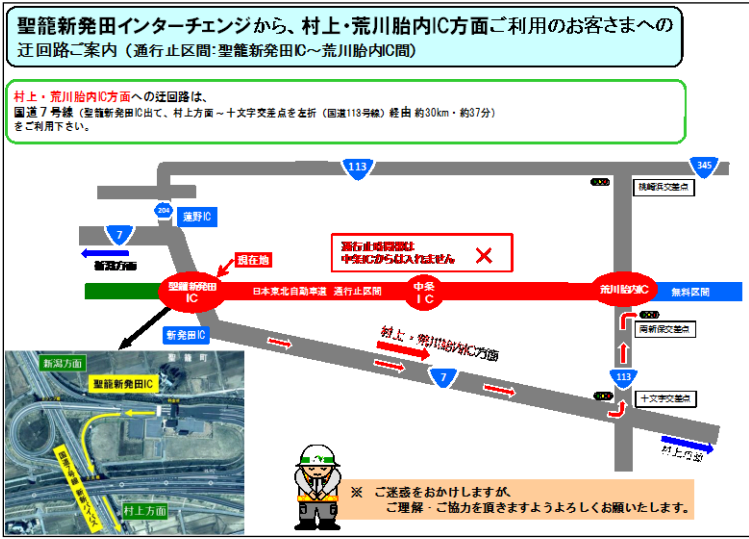 聖籠新発田インターチェンジから、村上・荒川胎内IC方面ご利用のお客さまへの
迂回路ご案内（通行止区間:聖籠新発田IC～荒川胎内IC間）
村上・荒川胎内IC方面への迂回路は、
国道７号線（聖籠新発田IC出て、村上方面～十文字交差点を左折（国道113号線）経由 約30km・約37分）
をご利用下さい。
113
345
桃崎浜交差点
204
蓮野IC
7
新潟方面
現在地
通行止時間帯は
中条ICからは入れません
聖籠新発田
IC
日本東北自動車道 通行止区間
中条
IC
荒川胎内IC
無料区間
新発田IC
南新保交差点
村上・荒川胎内IC方面
7
113
十文字交差点
村上方面
新潟方面
聖籠町
聖籠新発田IC
国道7号線 新新バイパス
村上方面
※ ご迷惑をおかけしますが、
ご理解・ご協力を頂きますようよろしくお願いします。